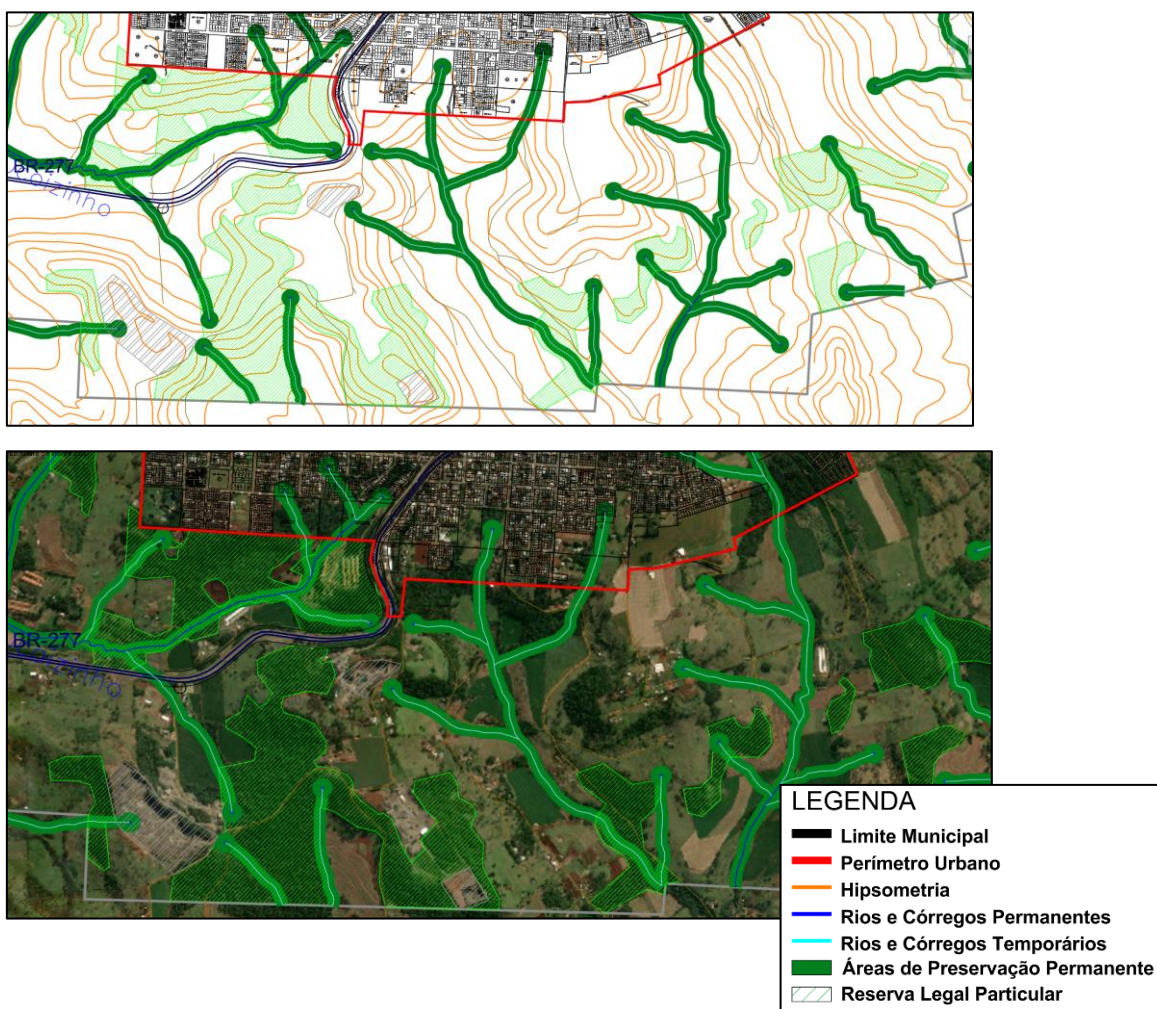 BR-277
BR-277
LEGENDA
Limite Municipal
Perímetro Urbano
Hipsometria
Rios e Córregos Permanentes
Rios e Córregos Temporários
Áreas de Preservação Permanente
Reserva Legal Particular